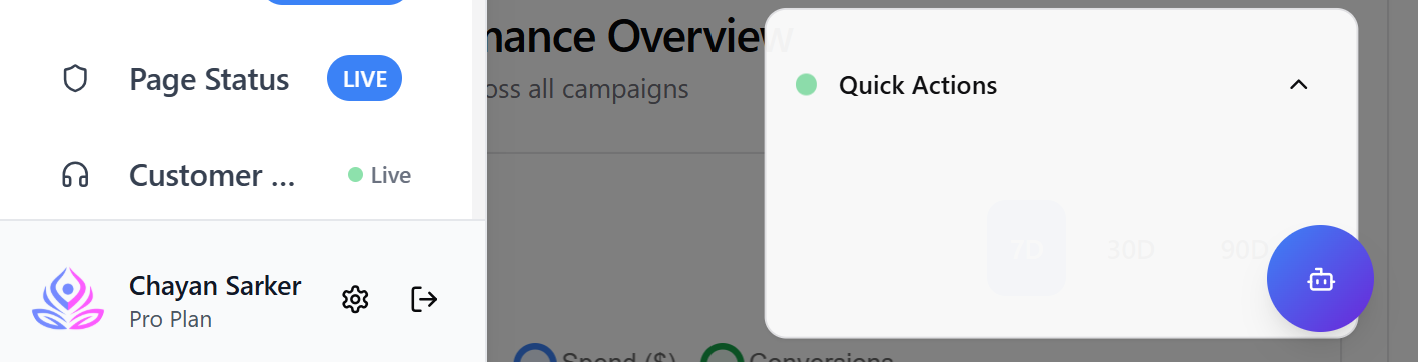 Page Status LIVE
Customer ... Live
Chayan Sarker
Pro Plan
mance Overview
oss all campaigns
Quick Actions
7D 30D 90D
Spend ($) Conversions